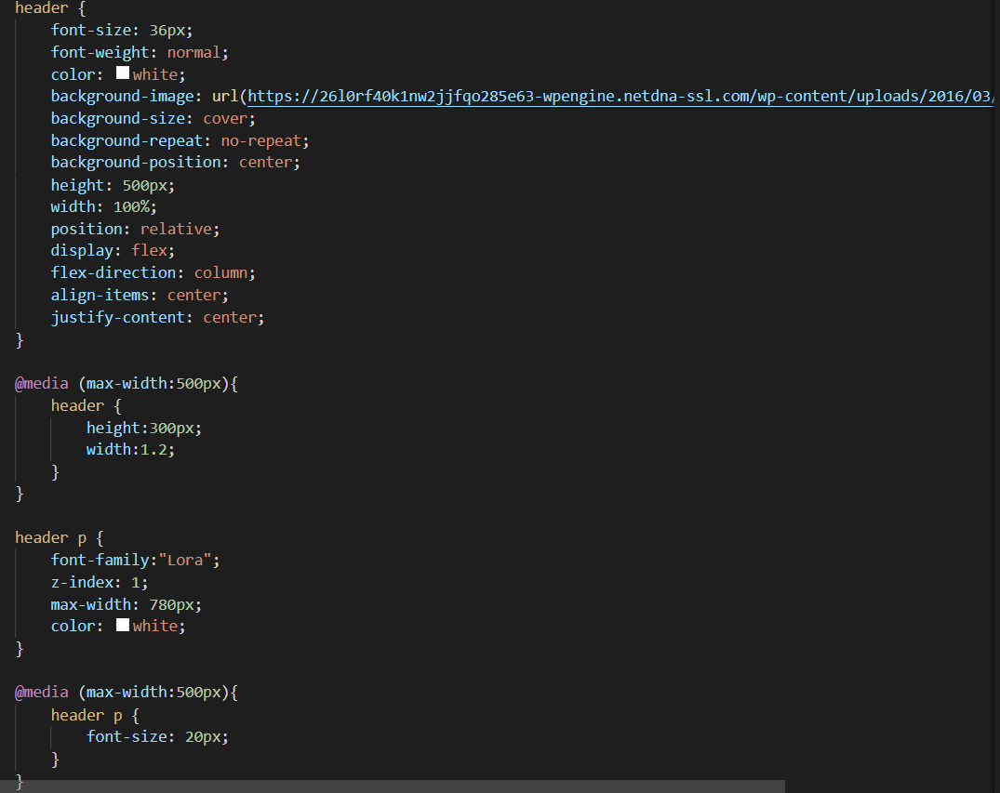 header {
    font-size: 36px;
    font-weight: normal;
    color: white;
    background-image: url(https://26l0rf40k1nw2jjfqo285e63-wpengine.netdna-ssl.com/wp-content/uploads/2016/03/
    background-size: cover;
    background-repeat: no-repeat;
    background-position: center;
    height: 500px;
    width: 100%;
    position: relative;
    display: flex;
    flex-direction: column;
    align-items: center;
    justify-content: center;
}
@media (max-width:500px){
    header {
        height:300px;
        width:1.2;
    }
}
header p {
    font-family:"Lora";
    z-index: 1;
    max-width: 780px;
    color: white;
}
@media (max-width:500px){
    header p {
        font-size: 20px;
    }
}